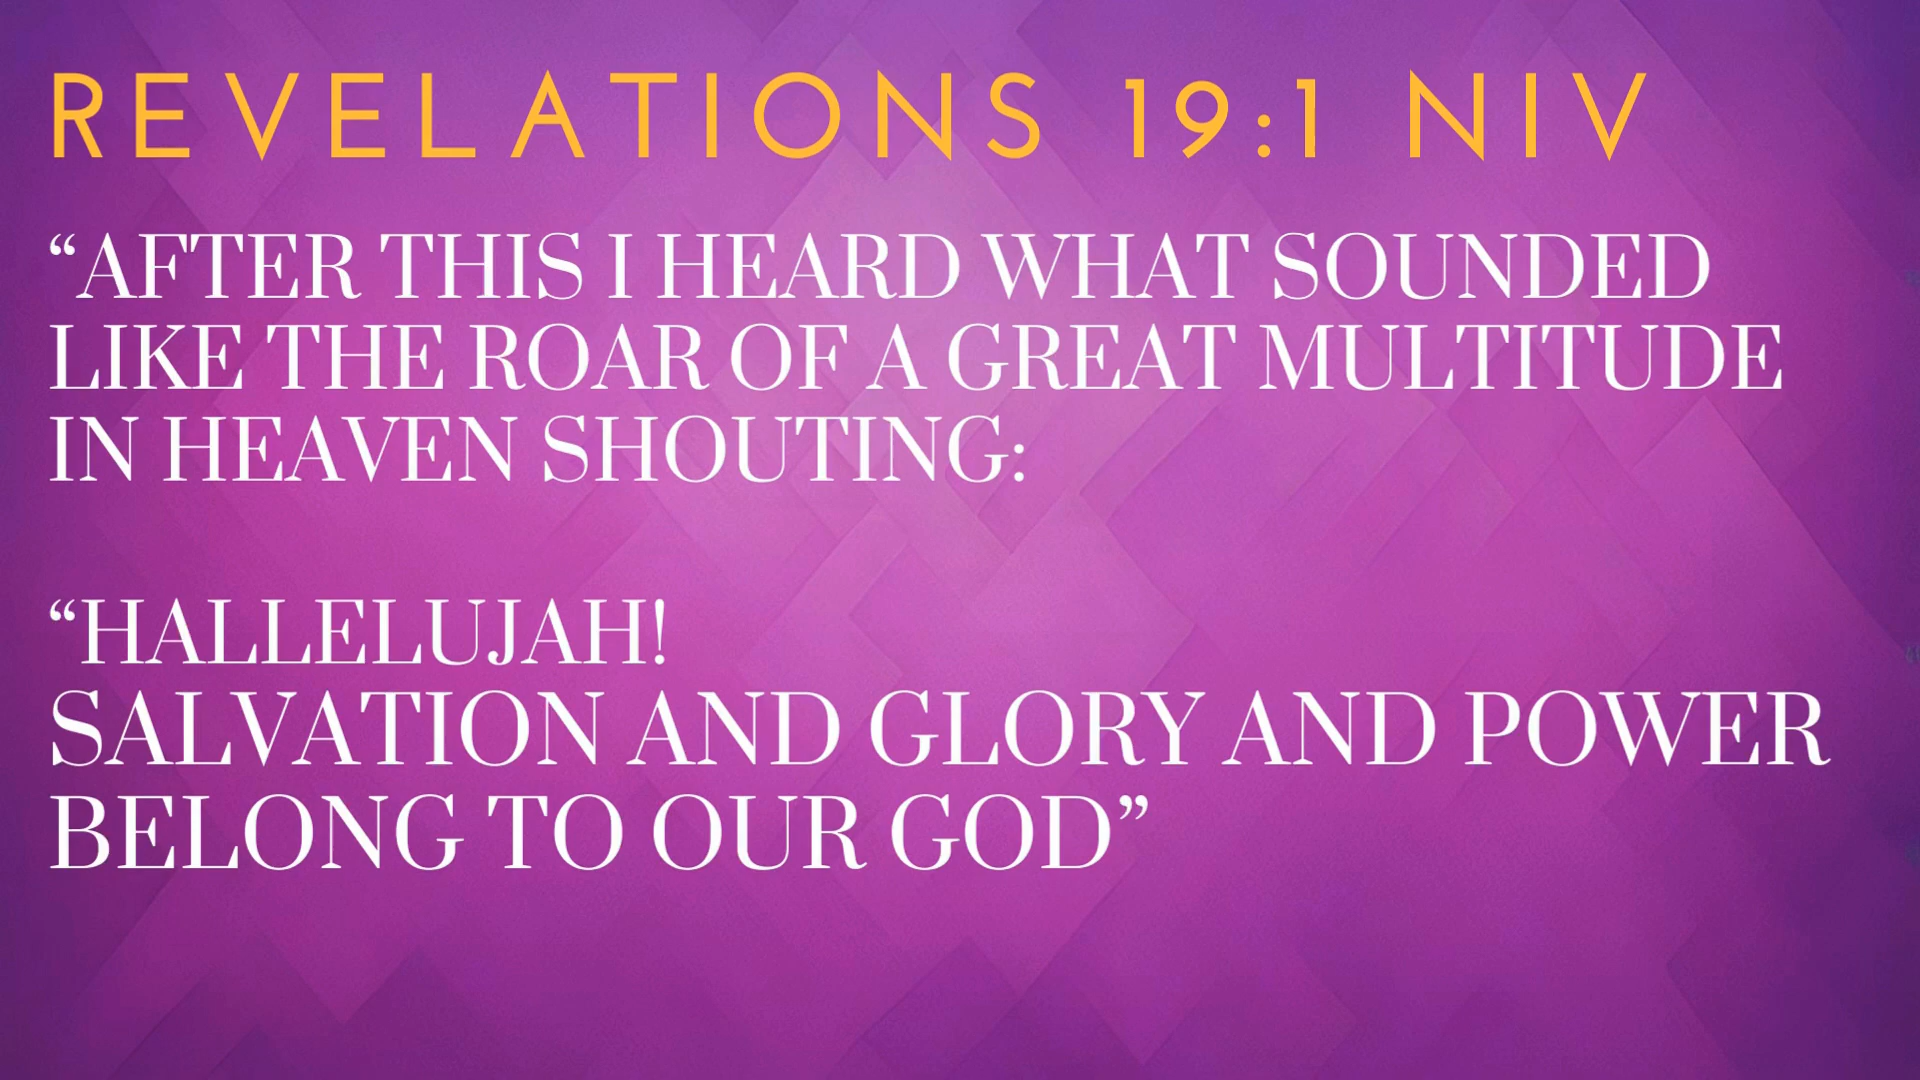 REVELATIONS 19:1 NIV
“AFTER THIS I HEARD WHAT SOUNDED
LIKE THE ROAR OF A GREAT MULTITUDE
IN HEAVEN SHOUTING:
“HALLELUJAH!
SALVATION AND GLORY AND POWER
BELONG TO OUR GOD”